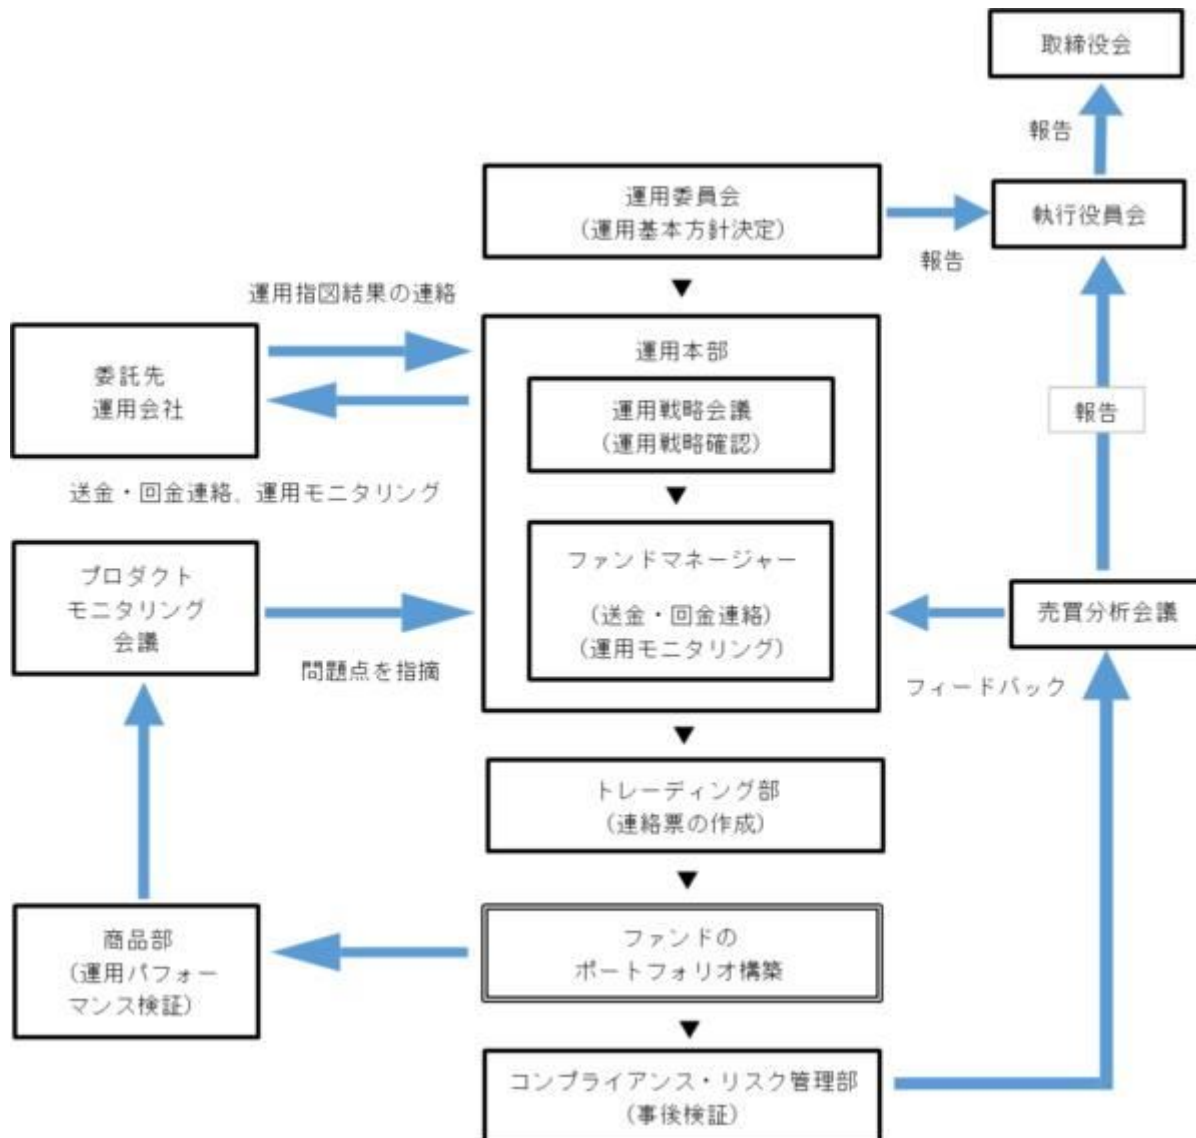 取締役会
報告
運用委員会
(運用基本方針決定)
執行役員会
報告
運用指図結果の連絡
委託先
運用会社
運用本部
運用戦略会議
(運用戦略確認)
報告
送金・回金連絡、運用モニタリング
プロダクト
モニタリング
会議
ファンドマネージャー
(送金・回金連絡)
(運用モニタリング)
売買分析会議
問題点を指摘
フィードバック
トレーディング部
(連絡票の作成)
商品部
(運用パフォー
マンス検証)
ファンドの
ポートフォリオ構築
コンプライアンス・リスク管理部
(事後検証)